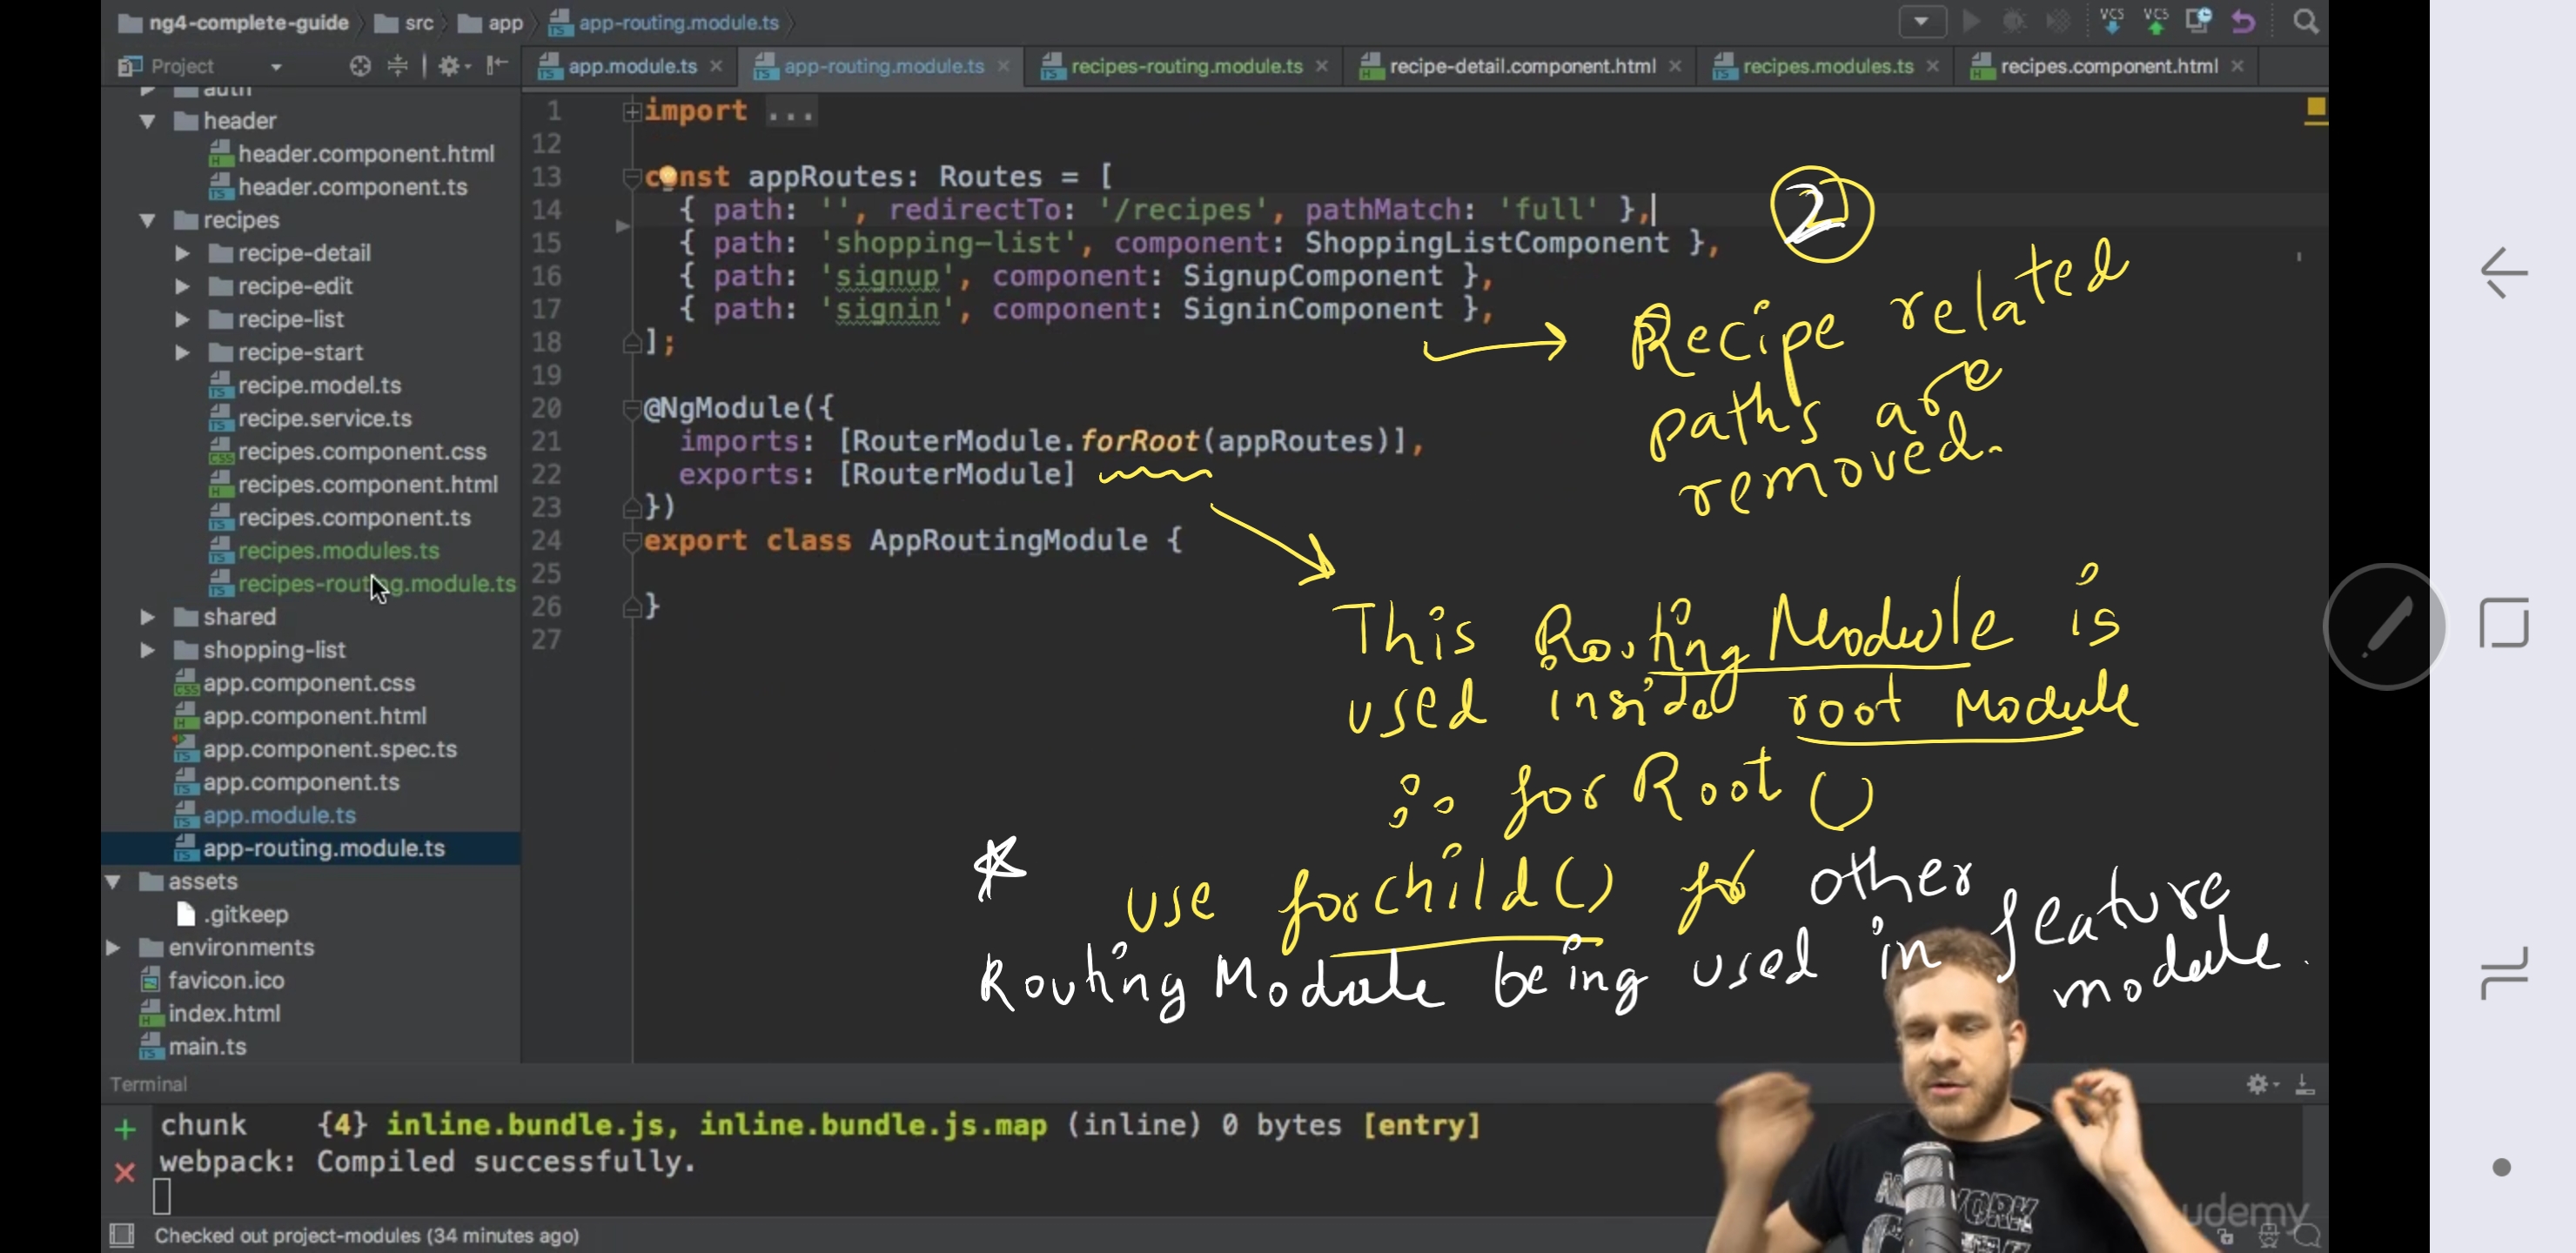 ng4-complete-guide src app app-routing.module.ts
VCS VCS
Project
app.module.ts app-routing.module.ts recipes-routing.module.ts recipe-detail.component.html recipes.modules.ts recipes.component.html
auth
header
header.component.html
header.component.ts
recipes
recipe-detail
recipe-edit
recipe-list
recipe-start
recipe.model.ts
recipe.service.ts
recipes.component.css
recipes.component.html
recipes.component.ts
recipes.modules.ts
recipes-routing.module.ts
shared
shopping-list
app.component.css
app.component.html
app.component.spec.ts
app.component.ts
app.module.ts
app-routing.module.ts
assets
.gitkeep
environments
favicon.ico
index.html
main.ts
1 import ...
12
13 const appRoutes: Routes = [
14 { path: '', redirectTo: '/recipes', pathMatch: 'full' },
15 { path: 'shopping-list', component: ShoppingListComponent },
16 { path: 'signup', component: SignupComponent },
17 { path: 'signin', component: SigninComponent },
18 ];
19
20 @NgModule({
21 imports: [RouterModule.forRoot(appRoutes)],
22 exports: [RouterModule]
23 })
24 export class AppRoutingModule {
25
26 }
27
2
Recipe related
paths are
removed.
This Routing Module is
used inside root Module
∴ for Root ()
* use forchild() for other
Routing Module being used in feature
module.
Terminal
chunk {4} inline.bundle.js, inline.bundle.js.map (inline) 0 bytes [entry]
webpack: Compiled successfully.
Checked out project-modules (34 minutes ago)
YORK
udemy